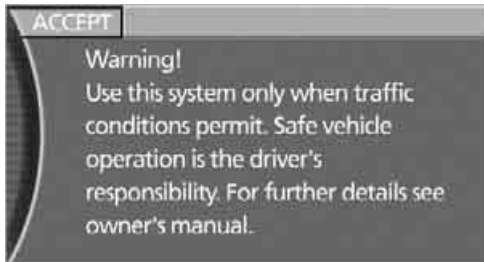 ACCEPT
Warning!
Use this system only when traffic
conditions permit. Safe vehicle
operation is the driver's
responsibility. For further details see
owner's manual.